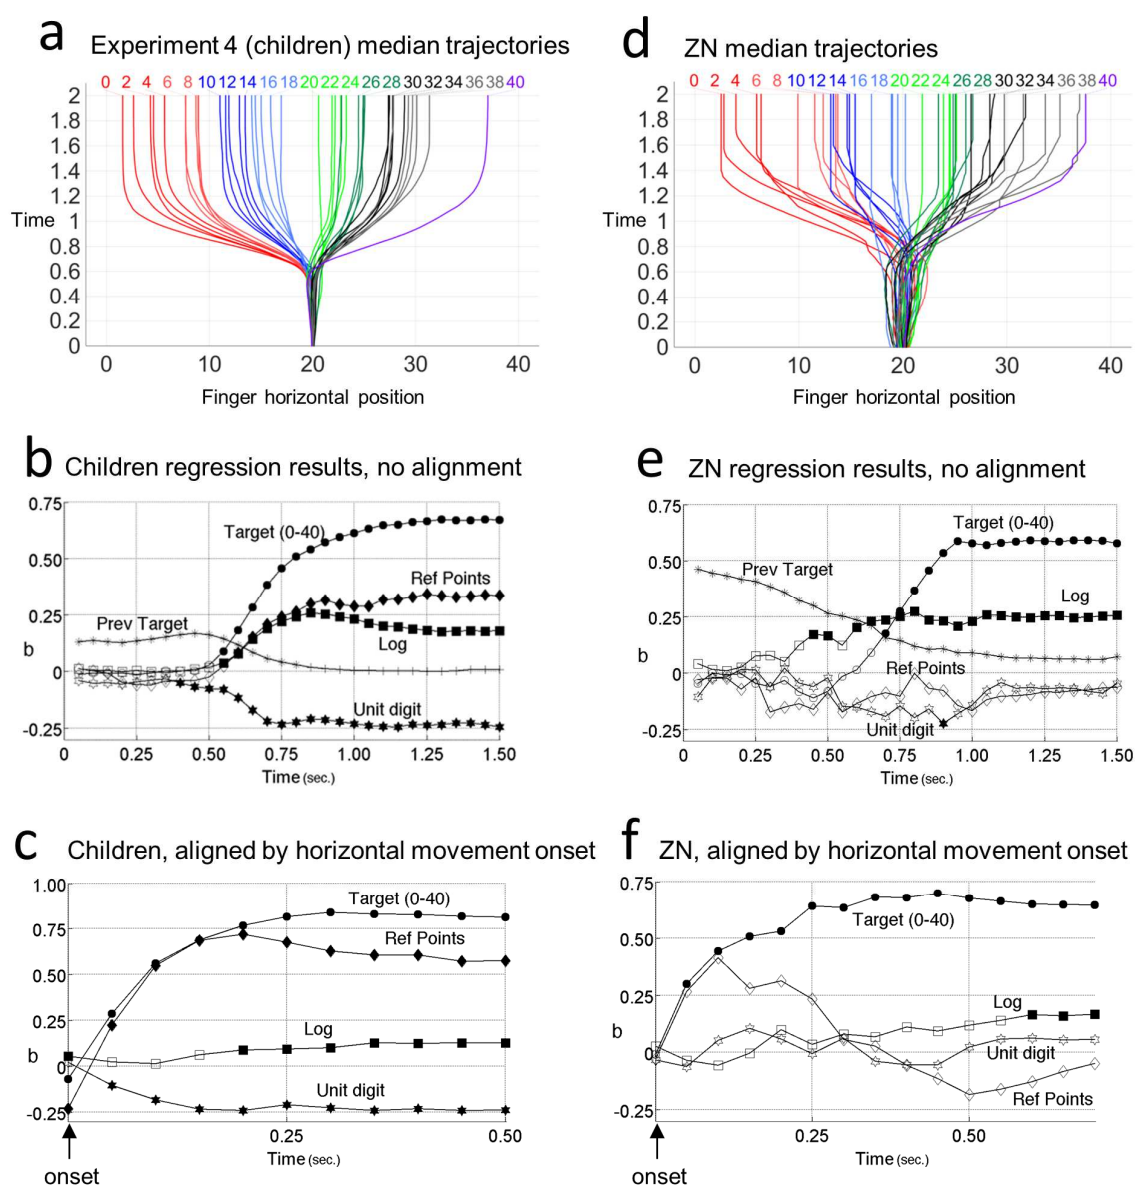 a Experiment 4 (children) median trajectories
0 2 4 6 8 10 12 14 16 18 20 22 24 26 28 30 32 34 36 38 40
2
1.8
1.6
1.4
1.2
Time 1
0.8
0.6
0.4
0.2
0
0 10 20 30 40
Finger horizontal position
d ZN median trajectories
0 2 4 6 8 10 12 14 16 18 20 22 24 26 28 30 32 34 36 38 40
2
1.8
1.6
1.4
1.2
Time 1
0.8
0.6
0.4
0.2
0
0 10 20 30 40
Finger horizontal position
b Children regression results, no alignment
0.75
Target (0-40)
0.50
Ref Points
0.25
Prev Target
Log
b
0
Unit digit
-0.25
0 0.25 0.50 0.75 1.00 1.25 1.50
Time (sec.)
e ZN regression results, no alignment
0.75
Target (0-40)
0.50
Prev Target
Log
0.25
b
Ref Points
0
Unit digit
-0.25
0 0.25 0.50 0.75 1.00 1.25 1.50
Time (sec.)
c Children, aligned by horizontal movement onset
1.00
Target (0-40)
0.75
Ref Points
0.50
0.25
Log
b
0
Unit digit
-0.25
0.25 0.50
Time (sec.)
onset
f ZN, aligned by horizontal movement onset
0.75
Target (0-40)
0.50
0.25
Log
b
0
Unit digit
Ref Points
-0.25
0.25 0.50
Time (sec.)
onset